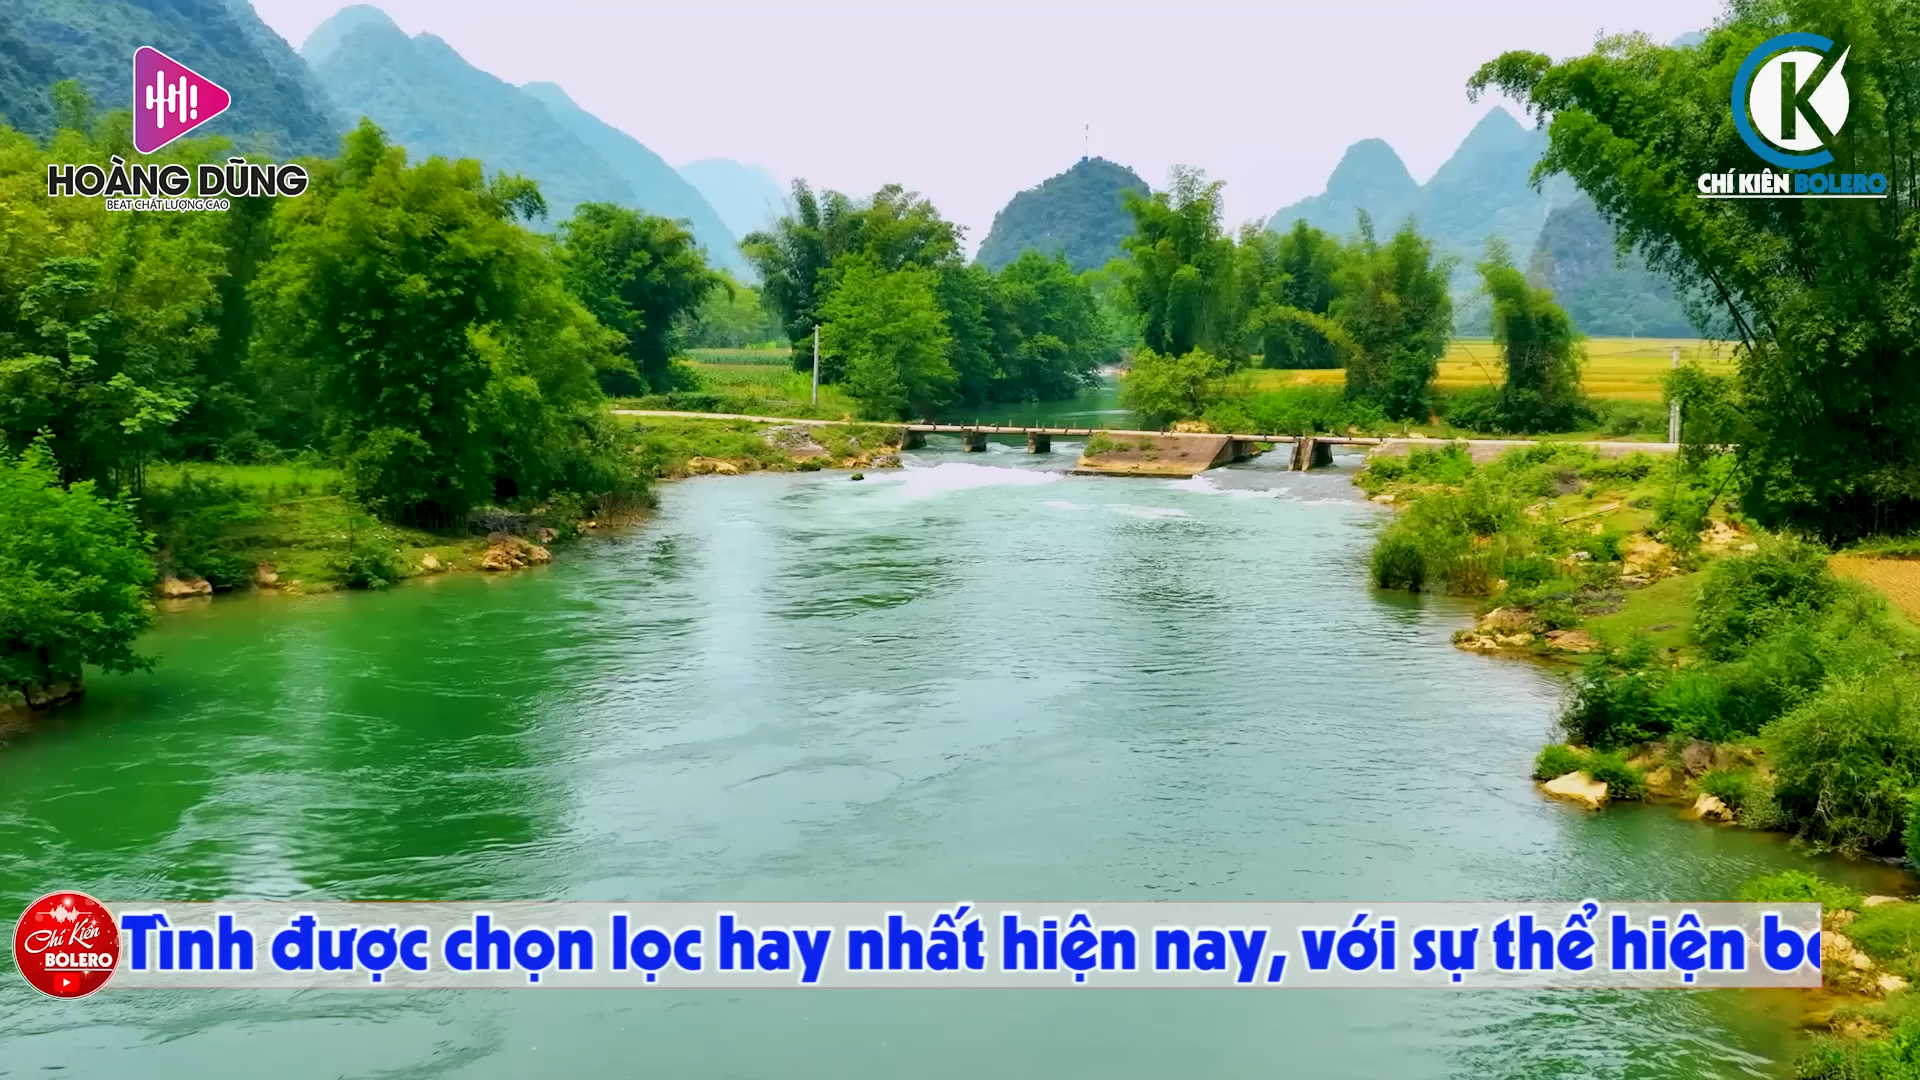 HOÀNG DŨNG
BEAT CHẤT LƯỢNG CAO
CK
CHÍ KIÊN BOLERO
Chí Kiên
BOLERO
Tình được chọn lọc hay nhất hiện nay, với sự thể hiện